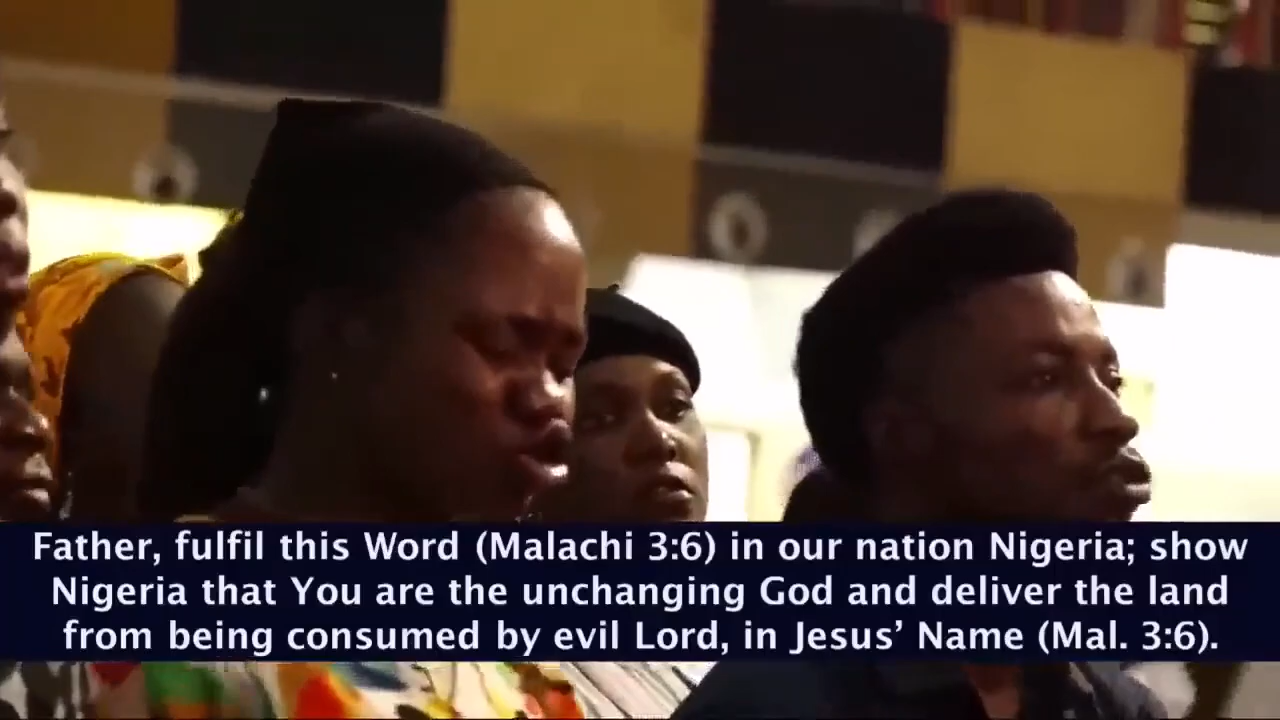 Father, fulfil this Word (Malachi 3:6) in our nation Nigeria; show
Nigeria that You are the unchanging God and deliver the land
from being consumed by evil Lord, in Jesus’ Name (Mal. 3:6).